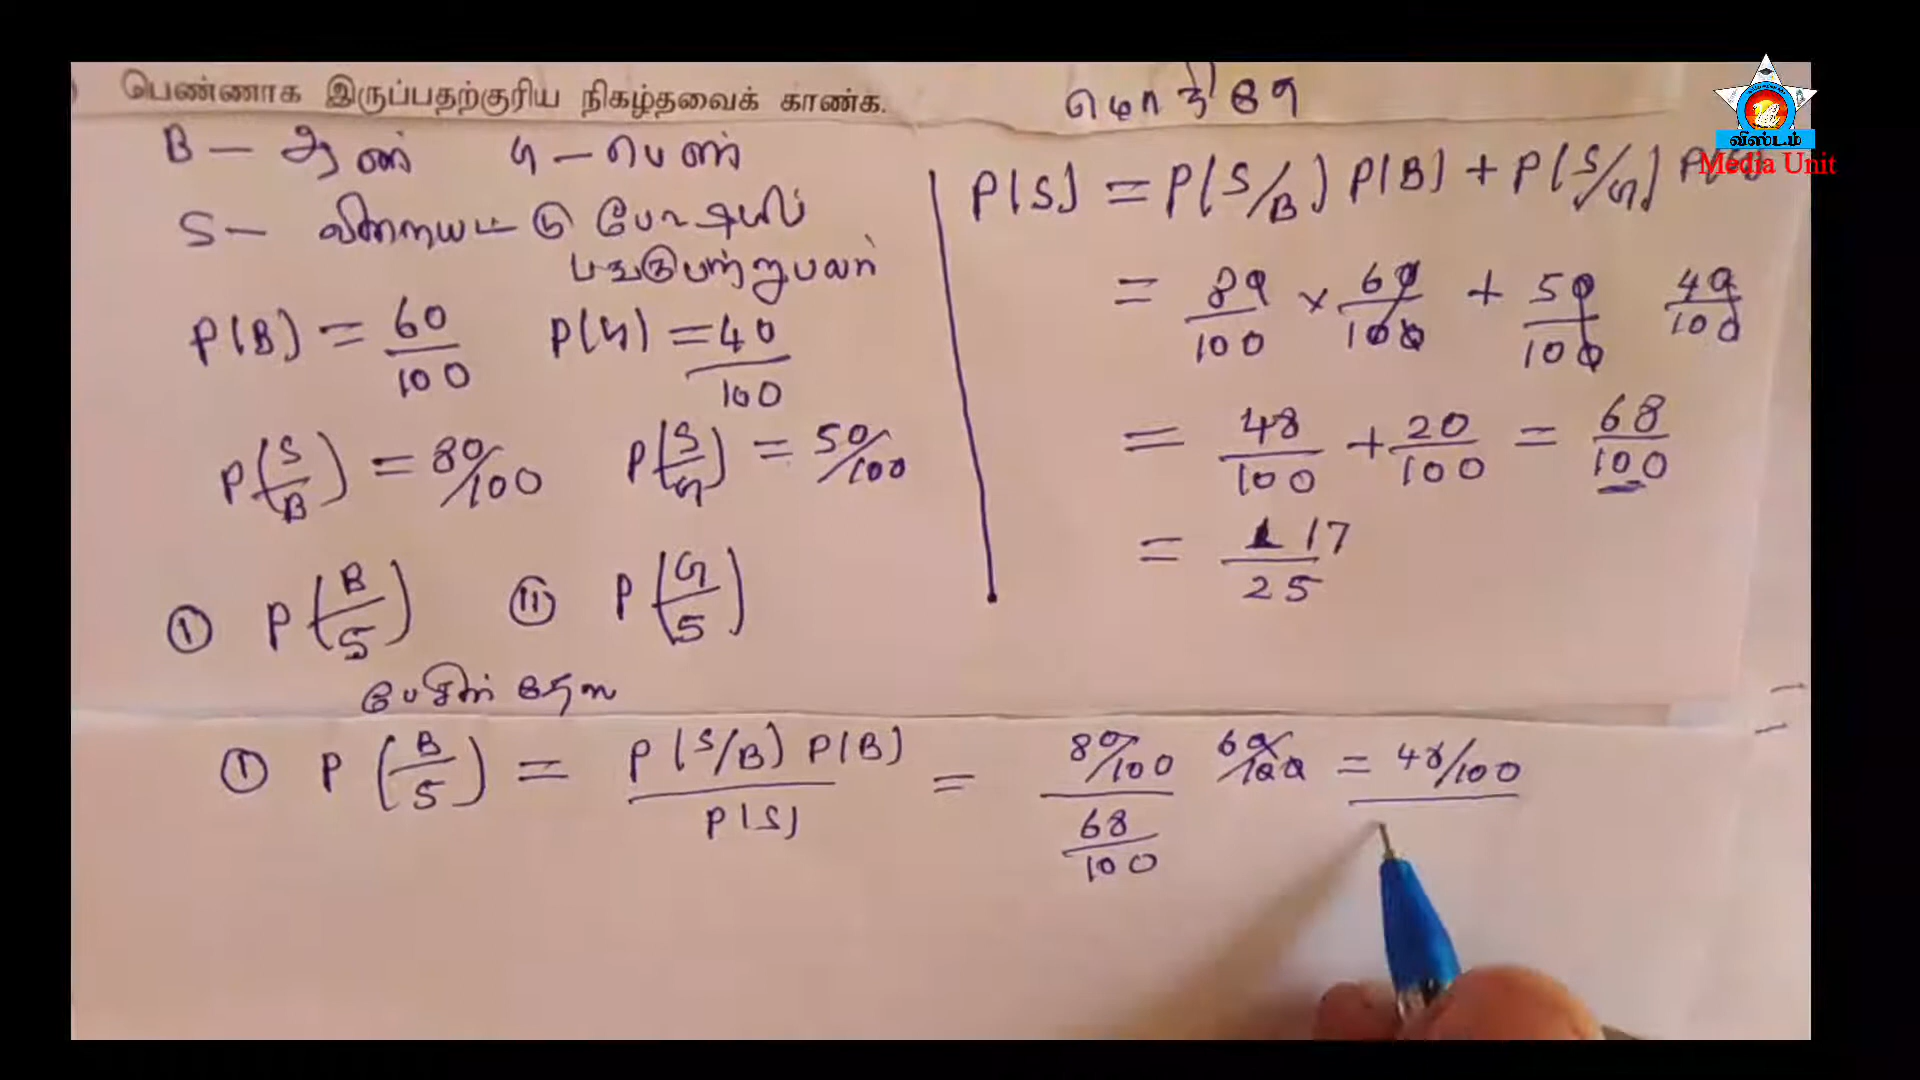 பெண்ணாக இருப்பதற்குரிய நிகழ்தவைக் காண்க.
B – ஆண் G – பெண்
S – விளையாட்டு போட்டியில்
பங்குபற்றுபவர்
P(B) = 60/100 P(G) = 40/100
P(S/B) = 80/100 P(S/G) = 50/100
I P(B/S) II P(G/S)
மொத்
P(S) = P(S/B) P(B) + P(S/G) P(
= 80/100 × 60/100 + 50/100 40/100
= 48/100 + 20/100 = 68/100
= 17/25
I P(B/S) = P(S/B) P(B) / P(S) = 80/100 60/100 / 68/100 = 48/100
விஸ்டம்
Media Unit